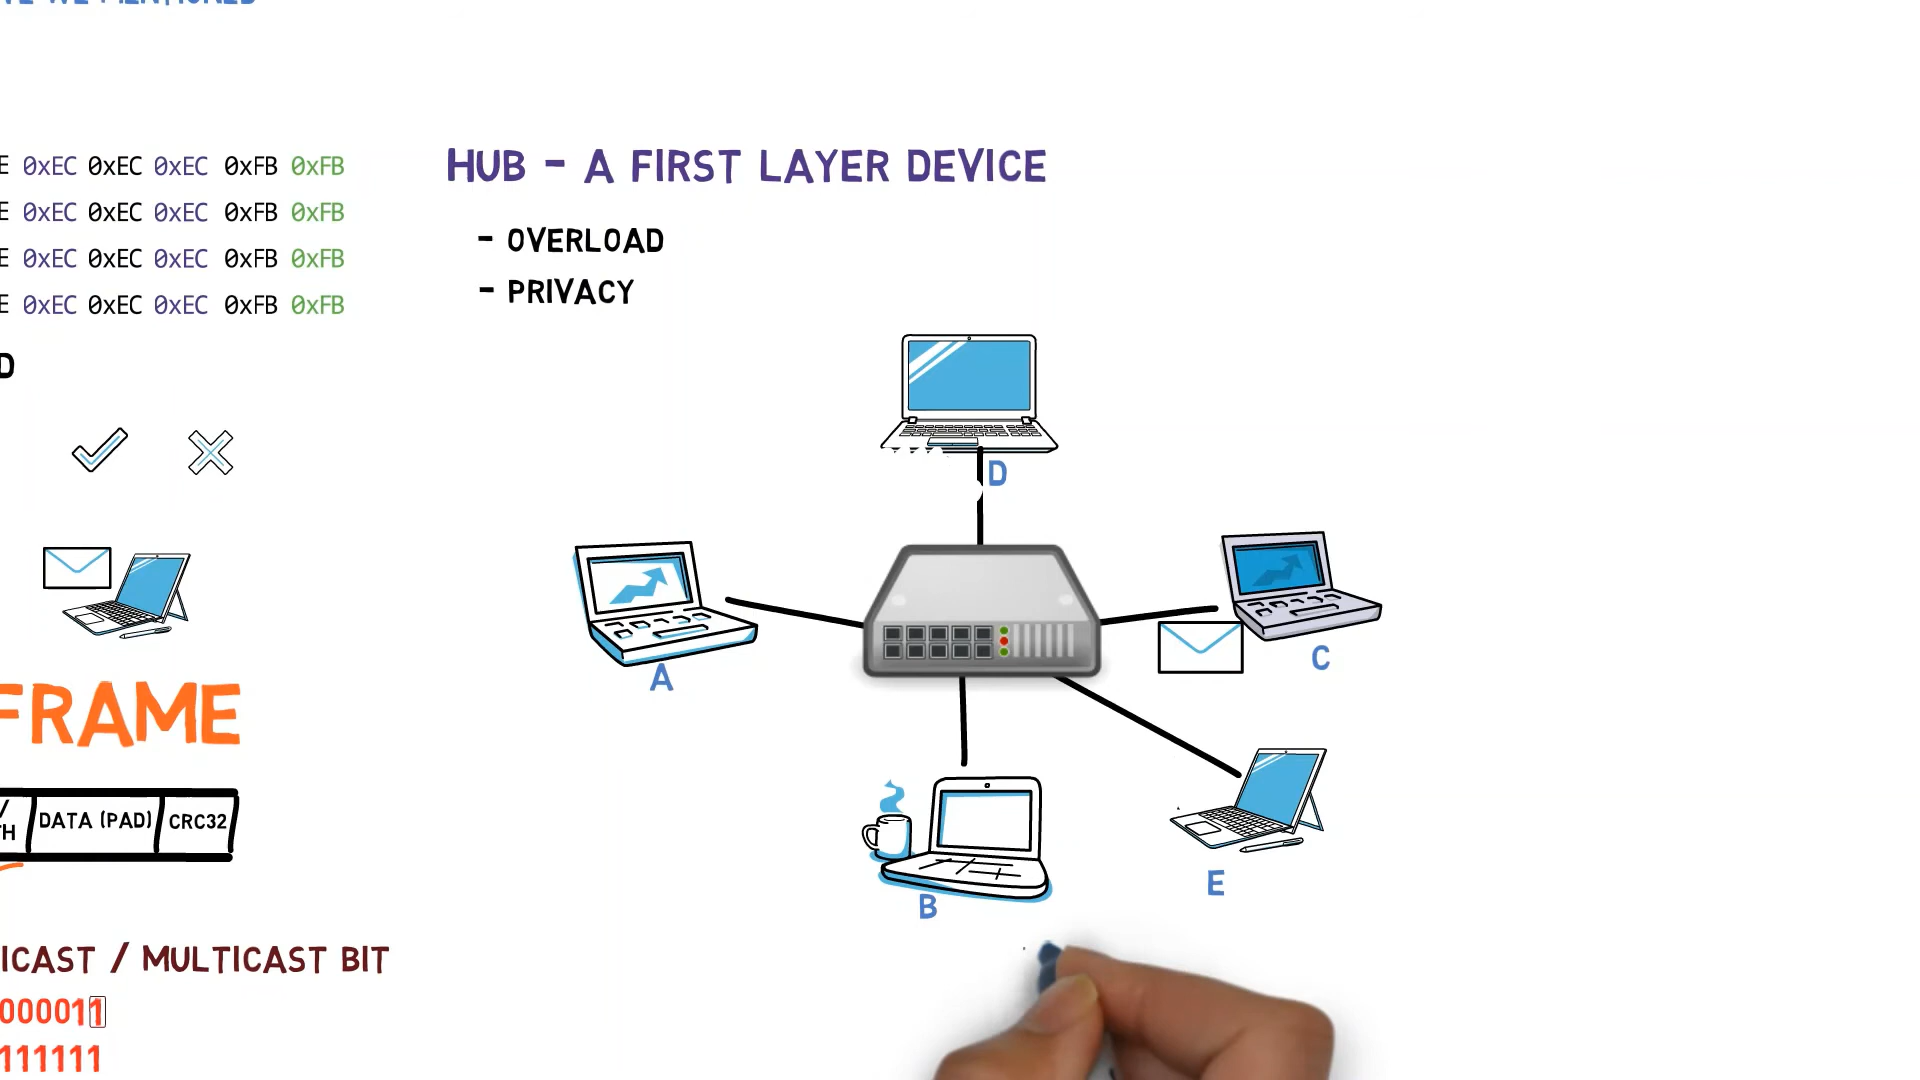 HUB - A FIRST LAYER DEVICE
- OVERLOAD
- PRIVACY
E 0xEC 0xEC 0xEC 0xFB 0xFB
E 0xEC 0xEC 0xEC 0xFB 0xFB
E 0xEC 0xEC 0xEC 0xFB 0xFB
E 0xEC 0xEC 0xEC 0xFB 0xFB
D
D
A
C
B
E
FRAME
/
TH
DATA (PAD)
CRC32
ICAST / MULTICAST BIT
000011
111111